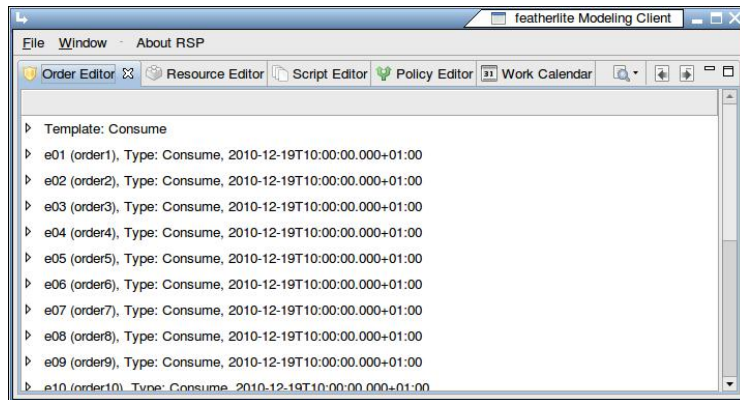 featherlite Modeling Client
File Window About RSP
Order Editor Resource Editor Script Editor Policy Editor 31 Work Calendar
Template: Consume
e01 (order1), Type: Consume, 2010-12-19T10:00:00.000+01:00
e02 (order2), Type: Consume, 2010-12-19T10:00:00.000+01:00
e03 (order3), Type: Consume, 2010-12-19T10:00:00.000+01:00
e04 (order4), Type: Consume, 2010-12-19T10:00:00.000+01:00
e05 (order5), Type: Consume, 2010-12-19T10:00:00.000+01:00
e06 (order6), Type: Consume, 2010-12-19T10:00:00.000+01:00
e07 (order7), Type: Consume, 2010-12-19T10:00:00.000+01:00
e08 (order8), Type: Consume, 2010-12-19T10:00:00.000+01:00
e09 (order9), Type: Consume, 2010-12-19T10:00:00.000+01:00
e10 (order10), Type: Consume, 2010-12-19T10:00:00.000+01:00